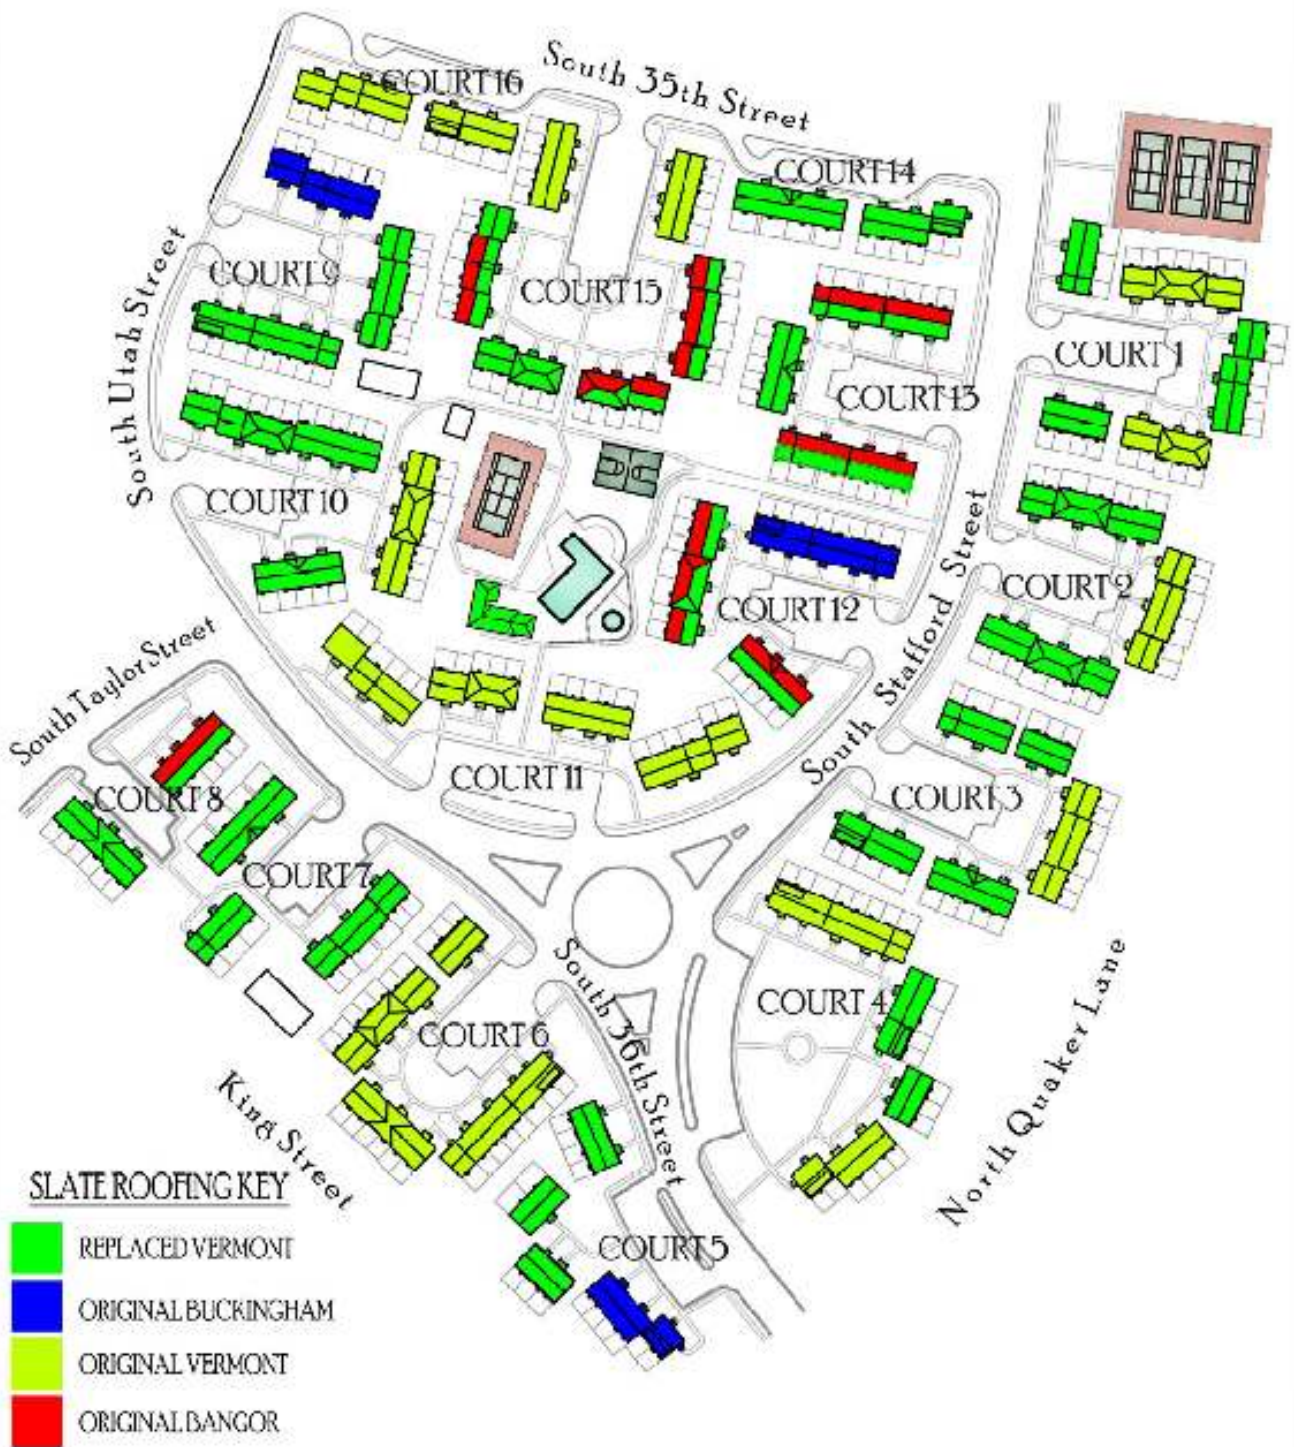 South 35th Street
COURT 16
COURT 14
South Utah Street
COURT 9
COURT 15
COURT 1
COURT 13
COURT 10
South Stafford Street
COURT 2
COURT 12
South Taylor Street
COURT 11
COURT 8
COURT 3
COURT 7
South 36th Street
COURT 4
COURT 6
North Quaker Lane
King Street
COURT 5
SLATE ROOFING KEY
REPLACED VERMONT
ORIGINAL BUCKINGHAM
ORIGINAL VERMONT
ORIGINAL BANGOR